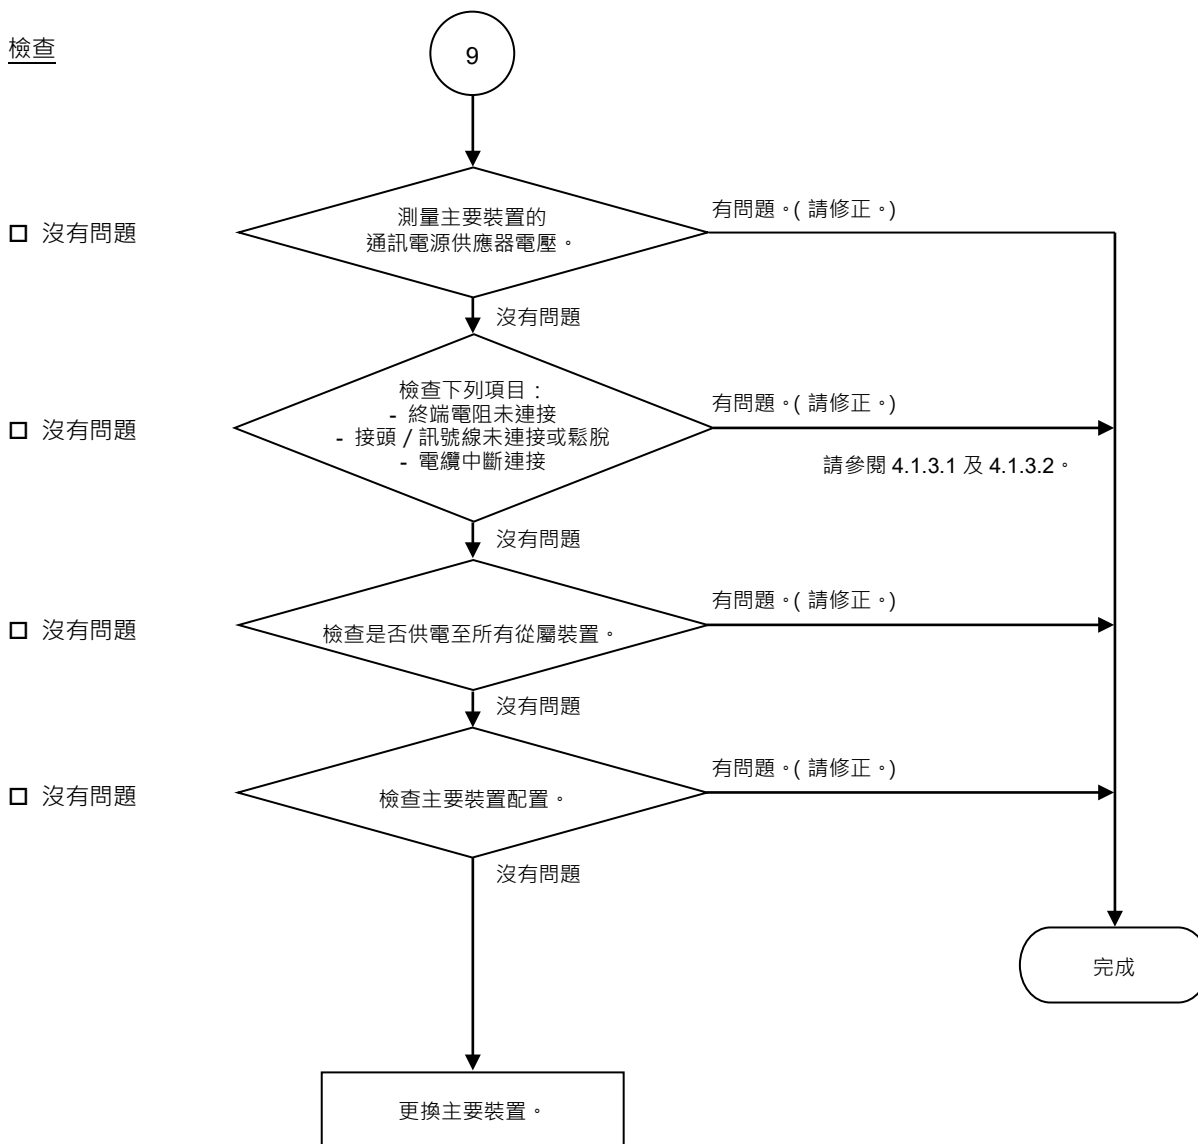 檢查
9
□ 沒有問題
測量主要裝置的
通訊電源供應器電壓。
有問題。( 請修正。)
沒有問題
□ 沒有問題
檢查下列項目：
- 終端電阻未連接
- 接頭 / 訊號線未連接或鬆脫
- 電纜中斷連接
有問題。( 請修正。)
請參閱 4.1.3.1 及 4.1.3.2。
沒有問題
□ 沒有問題
檢查是否供電至所有從屬裝置。
有問題。( 請修正。)
沒有問題
□ 沒有問題
檢查主要裝置配置。
有問題。( 請修正。)
沒有問題
完成
更換主要裝置。